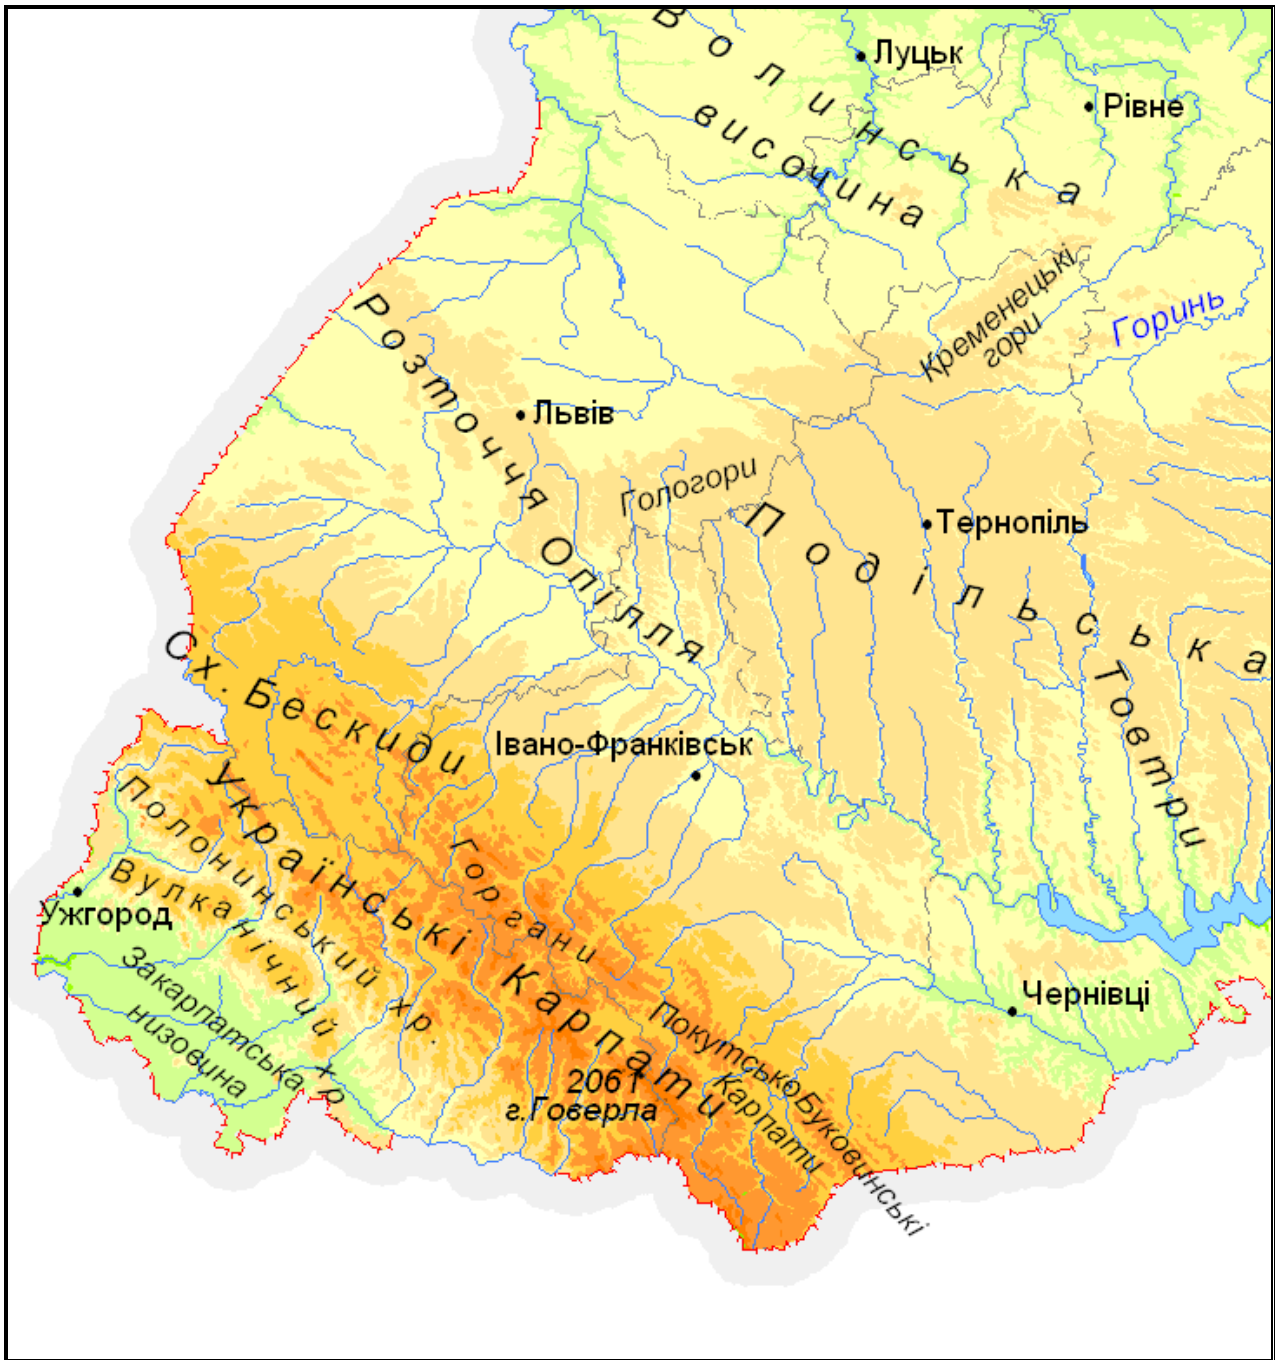 Волинська
височина
Луцьк
Рівне
Кременецькі
гори
Горинь
Розточчя
Львів
Гологори
Опілля
Подільська
Тернопіль
Товтри
Сх. Бескиди
Івано-Франківськ
Українські Карпати
Полонинський хр.
Горгани
Вулканічний хр.
Ужгород
Закарпатська
низовина
Чернівці
Покутсько-Буковинські
Карпати
2061
г.Говерла